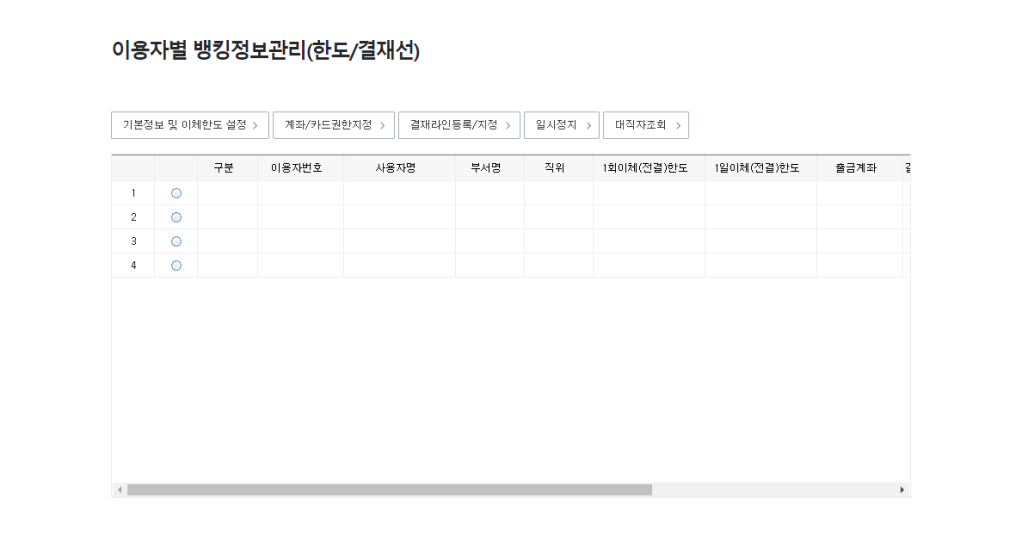 이용자별 뱅킹정보관리(한도/결재선)
기본정보 및 이체한도 설정 > 계좌/카드권한지정 > 결재라인등록/지정 > 일시정지 > 대직자조회 >
구분 이용자번호 사용자명 부서명 직위 1회이체(전결)한도 1일이체(전결)한도 출금계좌
1
2
3
4